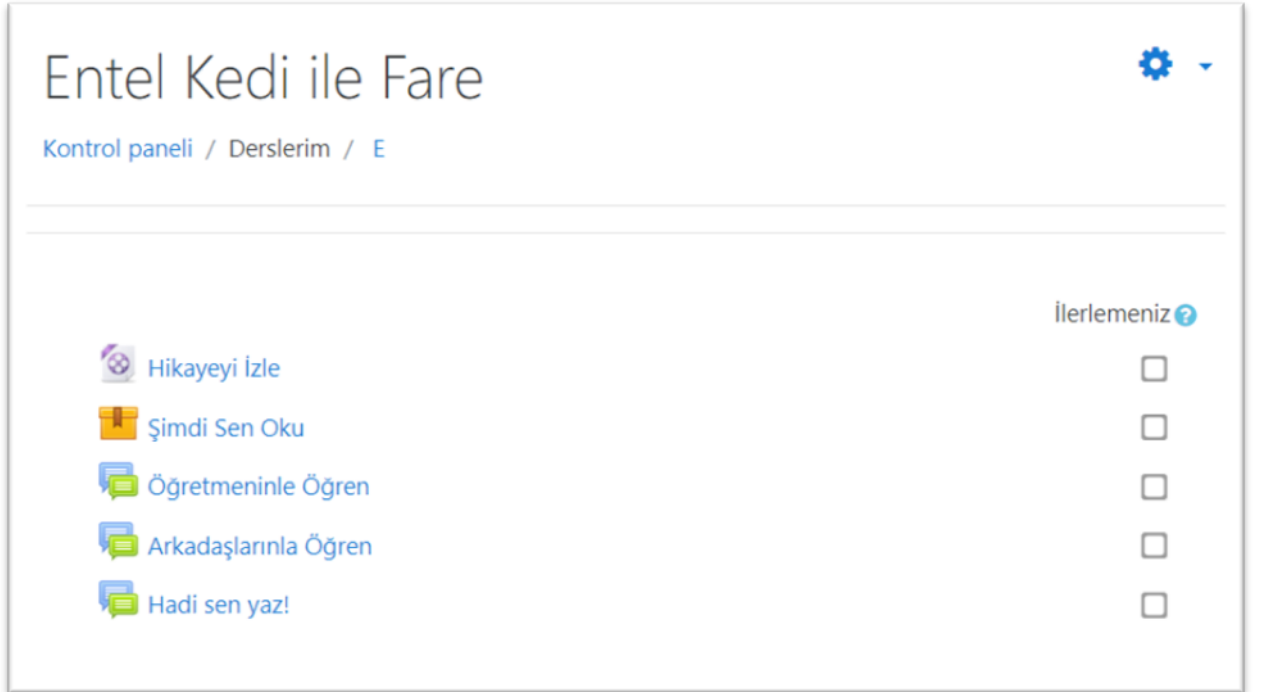 Entel Kedi ile Fare
Kontrol paneli / Derslerim / E
İlerlemeniz
Hikayeyi İzle
Şimdi Sen Oku
Öğretmeninle Öğren
Arkadaşlarınla Öğren
Hadi sen yaz!